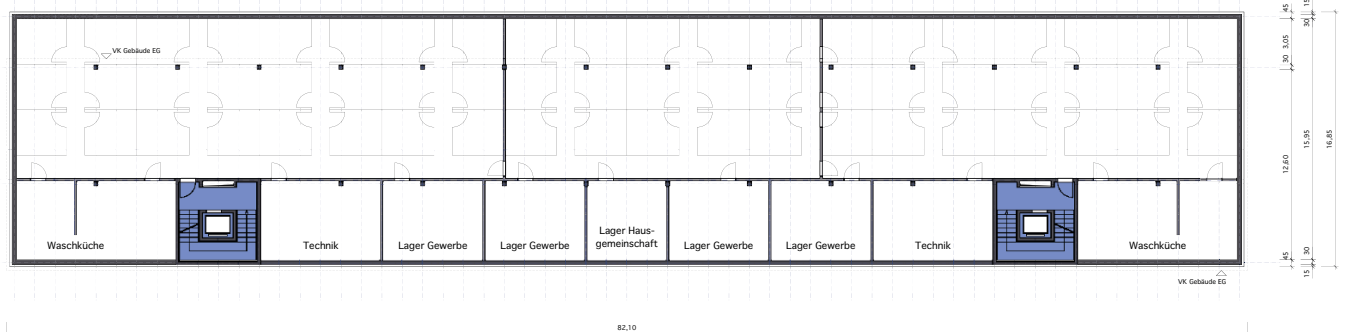 VK Gebäude EG
Waschküche
Technik
Lager Gewerbe
Lager Gewerbe
Lager Haus-
gemeinschaft
Lager Gewerbe
Lager Gewerbe
Technik
Waschküche
VK Gebäude EG
82,10
45
30
3,05
12,60
45
15
30
15,95
30
15
16,85